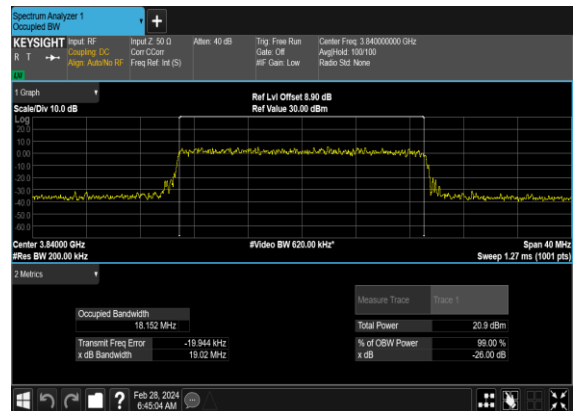 Spectrum Analyzer 1
Occupied BW
+
KEYSIGHT Input: RF Input Z: 50 Ω Atten: 40 dB Trig: Free Run Center Freq: 3.840000000 GHz
R T Coupling: DC Corr CCorr Gate: Off Avg|Hold: 100/100
Align: Auto/No RF Freq Ref: Int (S) #IF Gain: Low Radio Std: None
LW
1 Graph
Ref Lvl Offset 8.90 dB
Scale/Div 10.0 dB Ref Value 30.00 dBm
Log
20.0
10.0
0.00
-10.0
-20.0
-30.0
-40.0
-50.0
-60.0
Center 3.84000 GHz #Video BW 620.00 kHz* Span 40 MHz
#Res BW 200.00 kHz Sweep 1.27 ms (1001 pts)
2 Metrics
Measure Trace Trace 1
Occupied Bandwidth
18.152 MHz Total Power 20.9 dBm
Transmit Freq Error -19.944 kHz % of OBW Power 99.00 %
x dB Bandwidth 19.02 MHz x dB -26.00 dB
? Feb 28, 2024
6:45:04 AM